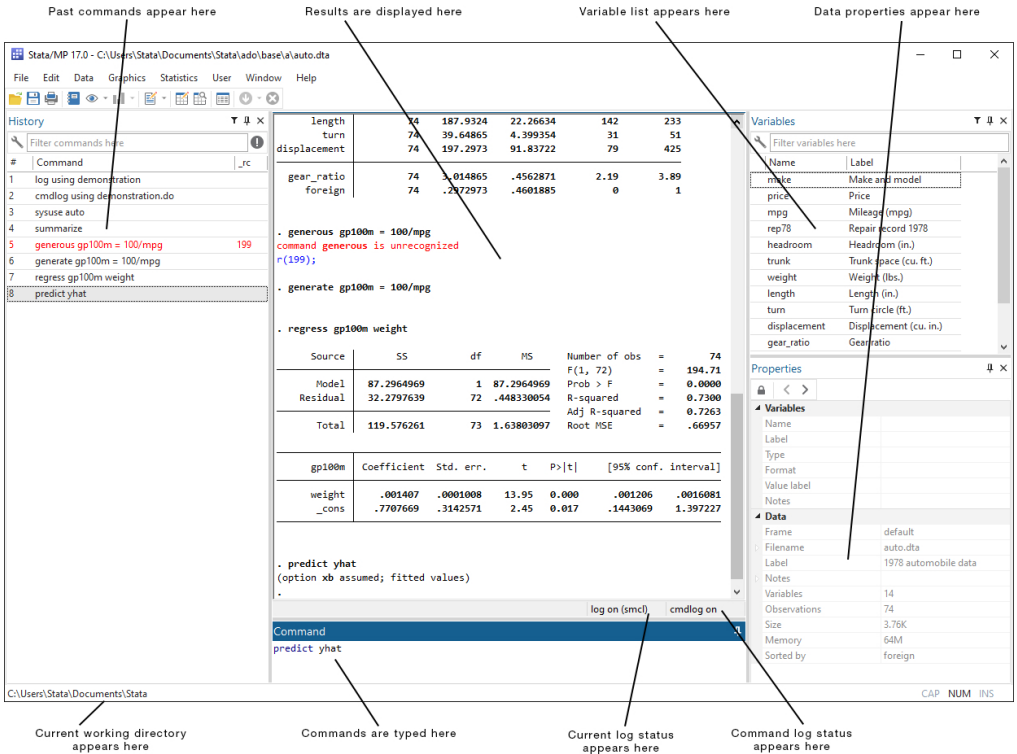 Past commands appear here
Results are displayed here
Variable list appears here
Data properties appear here
Stata/MP 17.0 - C:\Users\Stata\Documents\Stata\ado\base\a\auto.dta
File Edit Data Graphics Statistics User Window Help
History
Filter commands here
# Command _rc
1 log using demonstration
2 cmdlog using demonstration.do
3 sysuse auto
4 summarize
5 generous gp100m = 100/mpg 199
6 generate gp100m = 100/mpg
7 regress gp100m weight
8 predict yhat
length 74 187.9324 22.26634 142 233
turn 74 39.64865 4.399354 31 51
displacement 74 197.2973 91.83722 79 425
gear_ratio 74 3.014865 .4562871 2.19 3.89
foreign 74 .2972973 .4601885 0 1
. generous gp100m = 100/mpg
command generous is unrecognized
r(199);
. generate gp100m = 100/mpg
. regress gp100m weight
Source SS df MS Number of obs = 74
F(1, 72) = 194.71
Model 87.2964969 1 87.2964969 Prob > F = 0.0000
Residual 32.2797639 72 .448330054 R-squared = 0.7300
Adj R-squared = 0.7263
Total 119.576261 73 1.63803097 Root MSE = .66957
gp100m Coefficient Std. err. t P>|t| [95% conf. interval]
weight .001407 .0001008 13.95 0.000 .001206 .0016081
_cons .7707669 .3142571 2.45 0.017 .1443069 1.397227
. predict yhat
(option xb assumed; fitted values)
.
log on (smcl) cmdlog on
Command
predict yhat
Variables
Filter variables here
Name Label
make Make and model
price Price
mpg Mileage (mpg)
rep78 Repair record 1978
headroom Headroom (in.)
trunk Trunk space (cu. ft.)
weight Weight (lbs.)
length Length (in.)
turn Turn circle (ft.)
displacement Displacement (cu. in.)
gear_ratio Gear ratio
Properties
Variables
Name
Label
Type
Format
Value label
Notes
Data
Frame default
Filename auto.dta
Label 1978 automobile data
Notes
Variables 14
Observations 74
Size 3.76K
Memory 64M
Sorted by foreign
C:\Users\Stata\Documents\Stata
CAP NUM INS
Current working directory
appears here
Commands are typed here
Current log status
appears here
Command log status
appears here